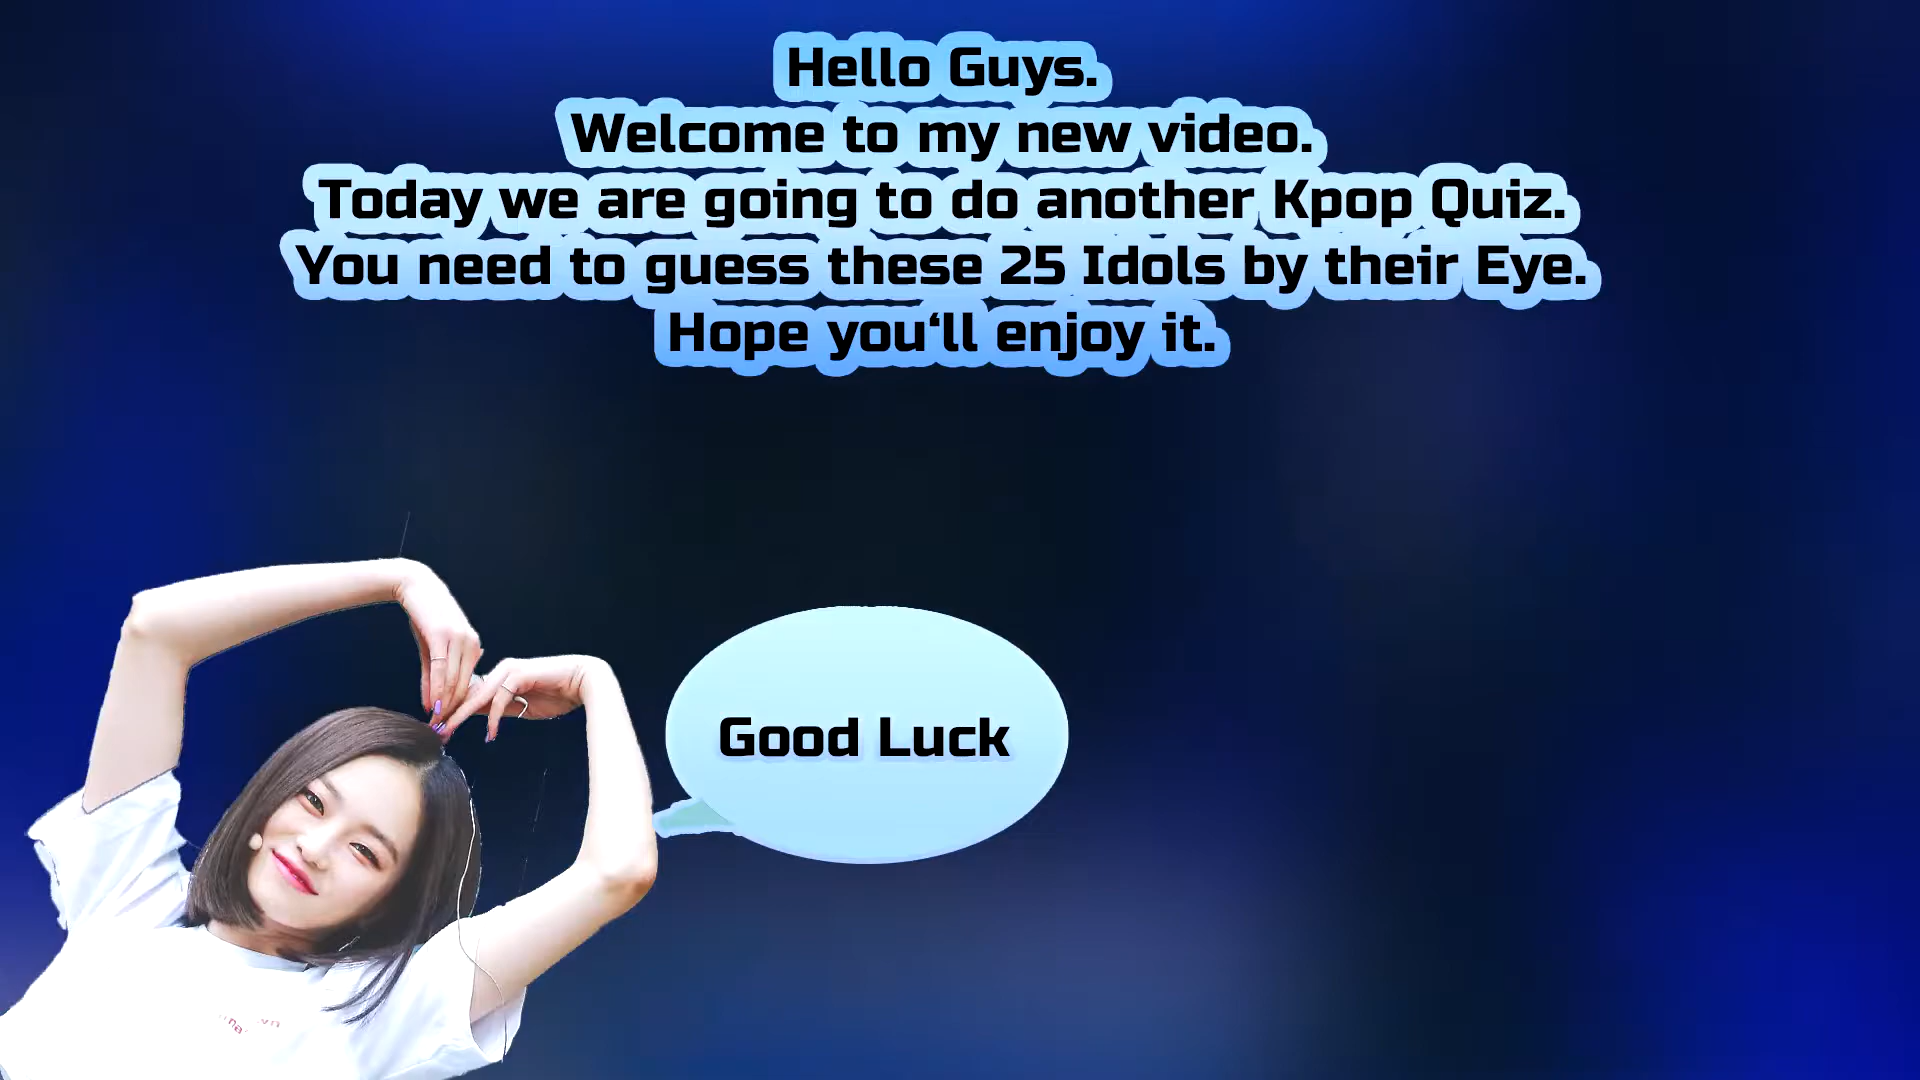 Hello Guys.
Welcome to my new video.
Today we are going to do another Kpop Quiz.
You need to guess these 25 Idols by their Eye.
Hope you‘ll enjoy it.
Good Luck